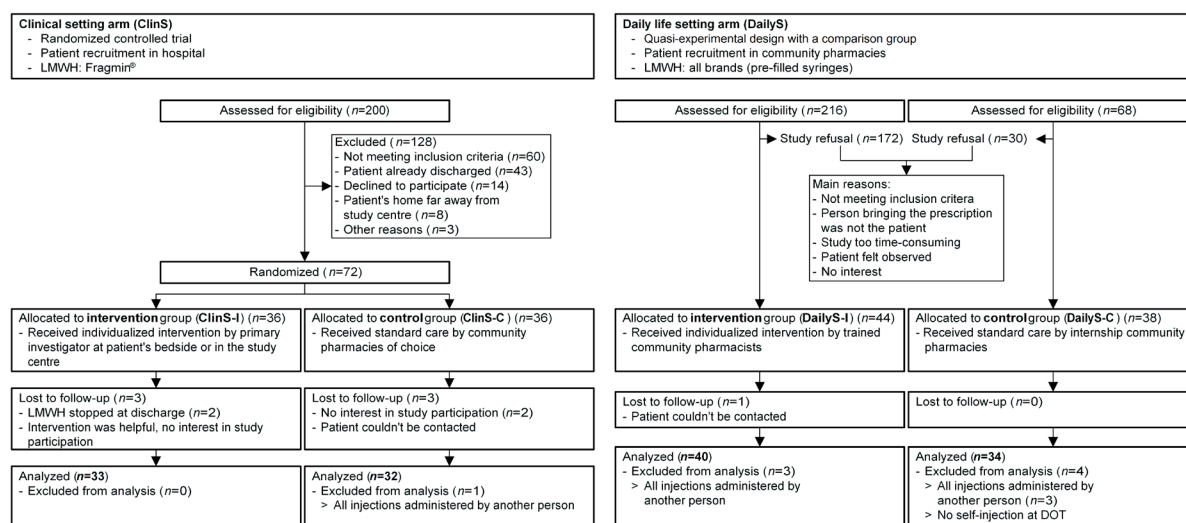 Clinical setting arm (ClinS)
- Randomized controlled trial
- Patient recruitment in hospital
- LMWH: Fragmin®
Assessed for eligibility (n=200)
Excluded (n=128)
- Not meeting inclusion criteria (n=60)
- Patient already discharged (n=43)
- Declined to participate (n=14)
- Patient's home far away from
study centre (n=8)
- Other reasons (n=3)
Randomized (n=72)
Allocated to intervention group (ClinS-I) (n=36)
- Received individualized intervention by primary
investigator at patient's bedside or in the study
centre
Allocated to control group (ClinS-C) (n=36)
- Received standard care by community
pharmacies of choice
Lost to follow-up (n=3)
- LMWH stopped at discharge (n=2)
- Intervention was helpful, no interest in study
participation
Lost to follow-up (n=3)
- No interest in study participation (n=2)
- Patient couldn't be contacted
Analyzed (n=33)
- Excluded from analysis (n=0)
Analyzed (n=32)
- Excluded from analysis (n=1)
> All injections administered by another person
Daily life setting arm (DailyS)
- Quasi-experimental design with a comparison group
- Patient recruitment in community pharmacies
- LMWH: all brands (pre-filled syringes)
Assessed for eligibility (n=216)
Assessed for eligibility (n=68)
Study refusal (n=172)
Study refusal (n=30)
Main reasons:
- Not meeting inclusion critera
- Person bringing the prescription
was not the patient
- Study too time-consuming
- Patient felt observed
- No interest
Allocated to intervention group (DailyS-I) (n=44)
- Received individualized intervention by trained
community pharmacists
Allocated to control group (DailyS-C) (n=38)
- Received standard care by internship community
pharmacies
Lost to follow-up (n=1)
- Patient couldn't be contacted
Lost to follow-up (n=0)
Analyzed (n=40)
- Excluded from analysis (n=3)
> All injections administered by
another person
Analyzed (n=34)
- Excluded from analysis (n=4)
> All injections administered by
another person (n=3)
> No self-injection at DOT